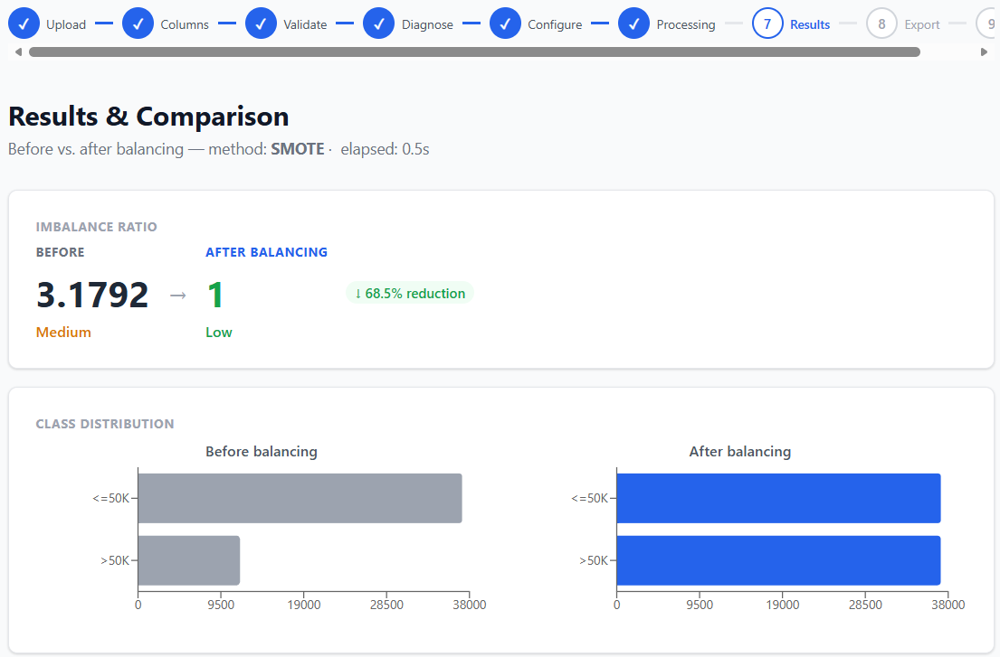 ✓ Upload ✓ Columns ✓ Validate ✓ Diagnose ✓ Configure ✓ Processing 7 Results 8 Export 9
Results & Comparison
Before vs. after balancing — method: SMOTE · elapsed: 0.5s
IMBALANCE RATIO
BEFORE AFTER BALANCING
3.1792 → 1 ↓ 68.5% reduction
Medium Low
CLASS DISTRIBUTION
Before balancing After balancing
<=50K <=50K
>50K >50K
0 9500 19000 28500 38000 0 9500 19000 28500 38000